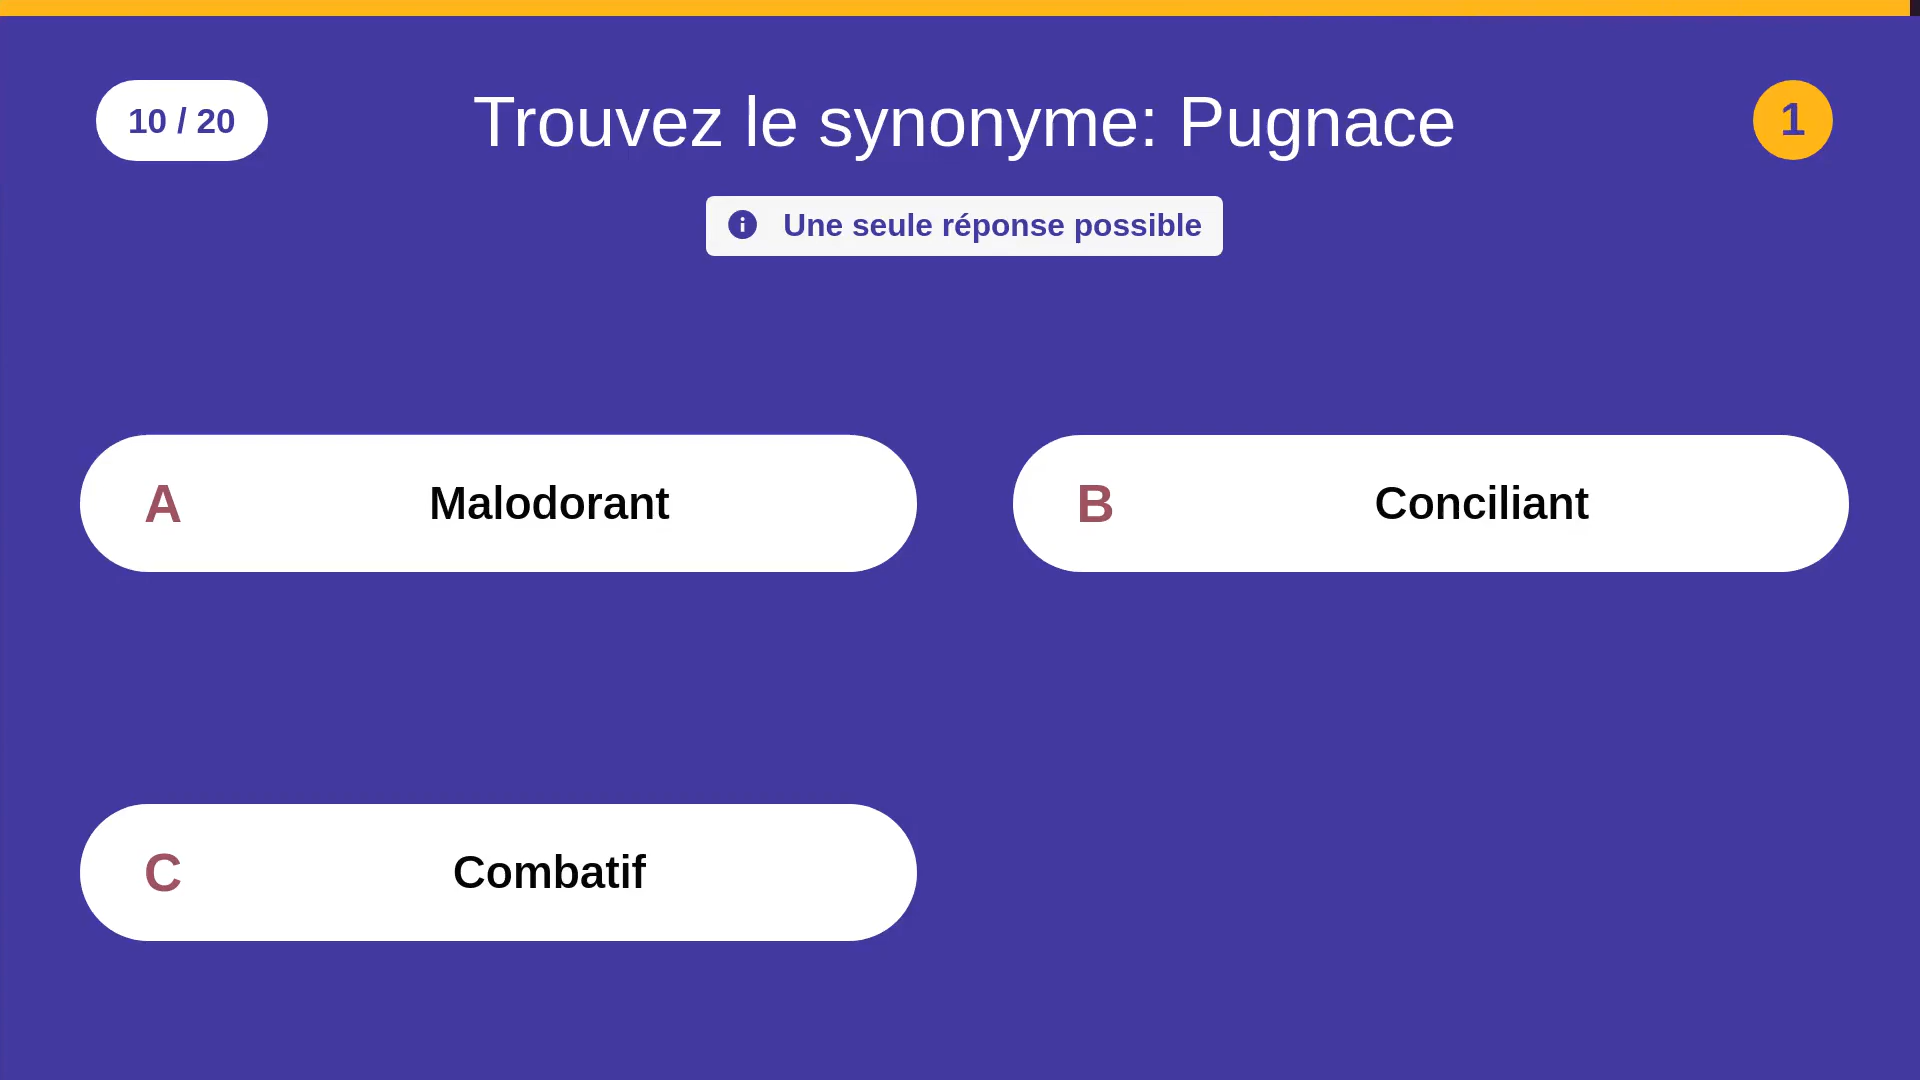 10 / 20
Trouvez le synonyme: Pugnace
1
Une seule réponse possible
A
Malodorant
B
Conciliant
C
Combatif